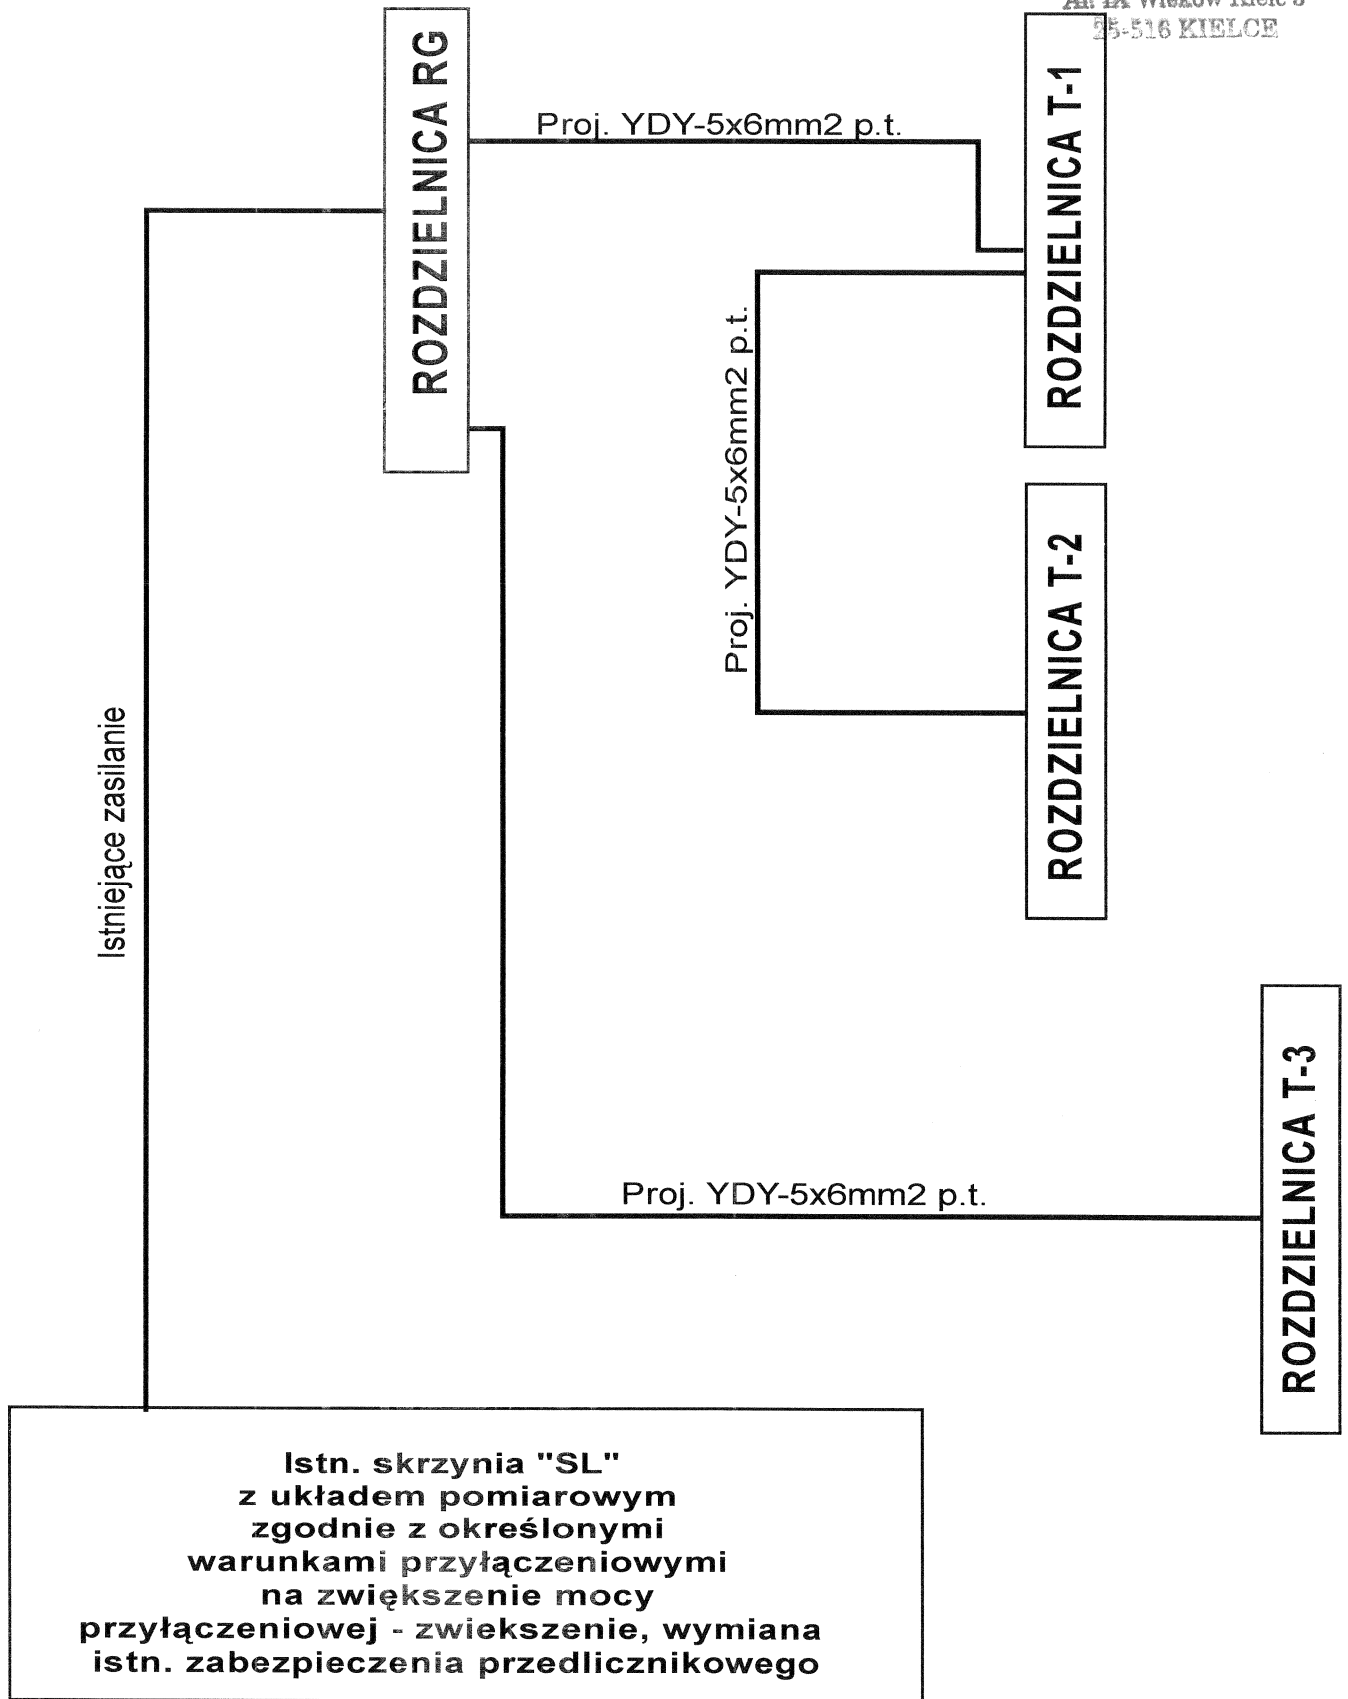 25-516 KIELCE
ROZDZIELNICA RG
Proj. YDY-5x6mm2 p.t.
ROZDZIELNICA T-1
Proj. YDY-5x6mm2 p.t.
ROZDZIELNICA T-2
Istniejące zasilanie
ROZDZIELNICA T-3
Proj. YDY-5x6mm2 p.t.
Istn. skrzynia "SL"
z układem pomiarowym
zgodnie z określonymi
warunkami przyłączeniowymi
na zwiększenie mocy
przyłączeniowej - zwiekszenie, wymiana
istn. zabezpieczenia przedlicznikowego